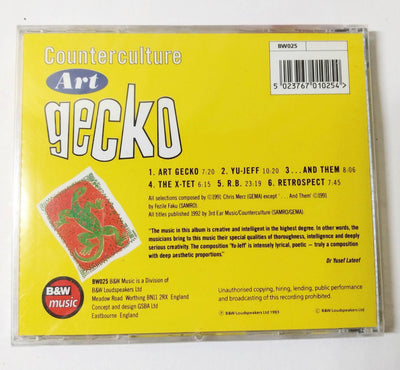 Counterculture
Art
gecko
BW025
5 023767 010254 >
1. ART GECKO 7:20 2. YU-JEFF 10:20 3. ...AND THEM 8:06
4. THE X-TET 6:15 5. R.B. 23:19 6. RETROSPECT 7:45
All selections composed by ©1991 Chris Merz (GEMA) except '. . . And Them' ©1991
by Fezile Faku (SAMRO).
All titles published 1992 by 3rd Ear Music/Counterculture (SAMRO/GEMA)
"The music in this album is creative and intelligent in the highest degree. In other words, the
musicians bring to this music their special qualities of thoroughness, intelligence and deeply
serious creativity. The composition 'Yu-Jeff' is intensely lyrical, poetic – truly a composition
with deep aesthetic proportions."
Dr Yusef Lateef
B&W
music
BW025 B&W Music is a Division of
B&W Loudspeakers Ltd
Meadow Road Worthing BN11 2RX England
Concept and design GSBA Ltd
Eastbourne England
Unauthorised copying, hiring, lending, public performance
and broadcasting of this recording prohibited.
℗ © B&W Loudspeakers Ltd 1993